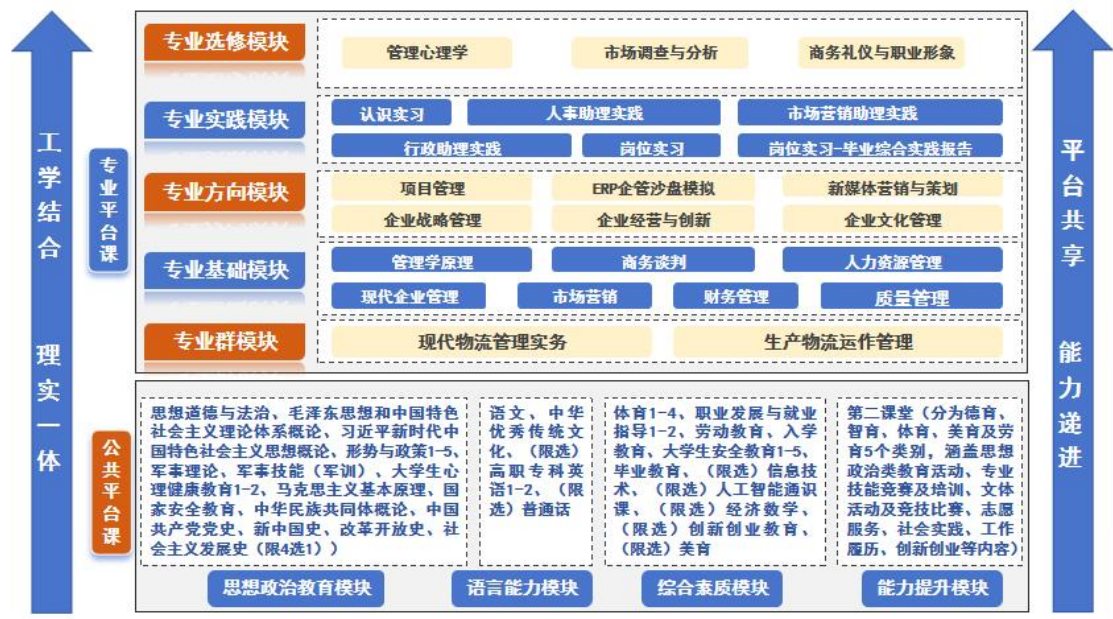 工学结合 理实一体
专业平台课
专业选修模块
管理心理学
市场调查与分析
商务礼仪与职业形象
专业实践模块
认识实习
人事助理实践
市场营销助理实践
行政助理实践
岗位实习
岗位实习-毕业综合实践报告
专业方向模块
项目管理
ERP企管沙盘模拟
新媒体营销与策划
企业战略管理
企业经营与创新
企业文化管理
专业基础模块
管理学原理
商务谈判
人力资源管理
现代企业管理
市场营销
财务管理
质量管理
专业群模块
现代物流管理实务
生产物流运作管理
公共平台课
思想道德与法治、毛泽东思想和中国特色
社会主义理论体系概论、习近平新时代中
国特色社会主义思想概论、形势与政策1-5、
军事理论、军事技能（军训）、大学生心
理健康教育1-2、马克思主义基本原理、国
家安全教育、中华民族共同体概论、中国
共产党党史、新中国史、改革开放史、社
会主义发展史（限4选1））
思想政治教育模块
语文、中华
优秀传统文
化、（限选）
高职专科英
语1-2、（限
选）普通话
语言能力模块
体育1-4、职业发展与就业
指导1-2、劳动教育、入学
教育、大学生安全教育1-5、
毕业教育、（限选）信息技
术、（限选）人工智能通识
课、（限选）经济数学、
（限选）创新创业教育、
（限选）美育
综合素质模块
第二课堂（分为德育、
智育、体育、美育及劳
育5个类别，涵盖思想
政治类教育活动、专业
技能竞赛及培训、文体
活动及竞技比赛、志愿
服务、社会实践、工作
履历、创新创业等内容）
能力提升模块
平台共享 能力递进